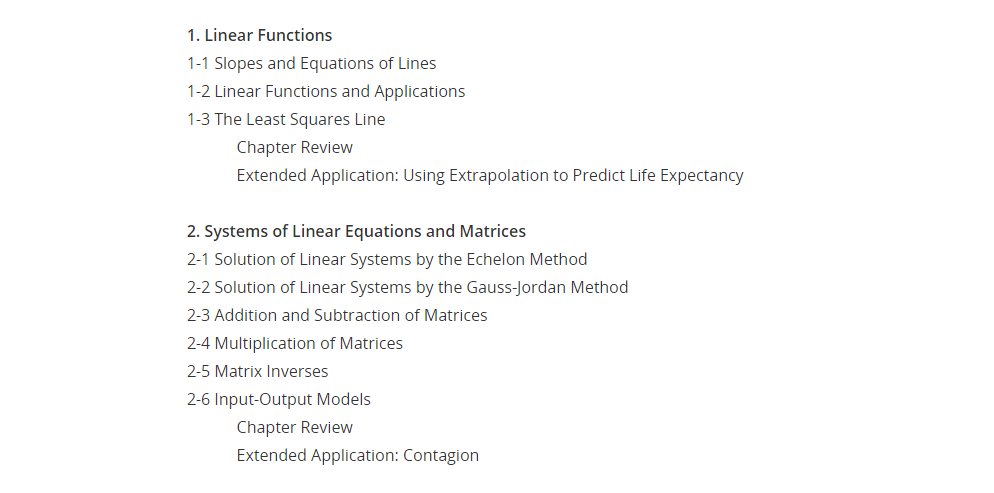 1. Linear Functions
1-1 Slopes and Equations of Lines
1-2 Linear Functions and Applications
1-3 The Least Squares Line
Chapter Review
Extended Application: Using Extrapolation to Predict Life Expectancy
2. Systems of Linear Equations and Matrices
2-1 Solution of Linear Systems by the Echelon Method
2-2 Solution of Linear Systems by the Gauss-Jordan Method
2-3 Addition and Subtraction of Matrices
2-4 Multiplication of Matrices
2-5 Matrix Inverses
2-6 Input-Output Models
Chapter Review
Extended Application: Contagion